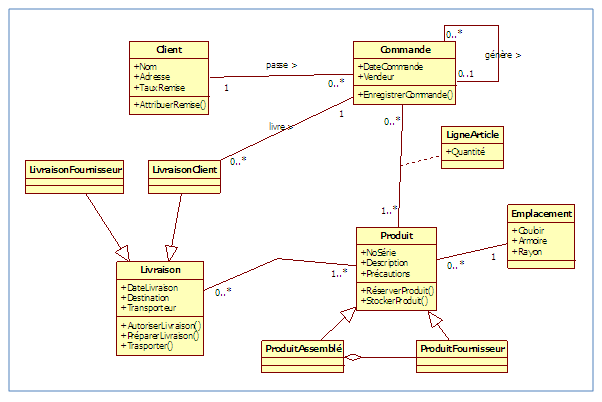 Client
+Nom
+Adresse
+TauxRemise
+AttribuerRemise()
passe >
1
0..*
Commande
+DateCommande
+Vendeur
+EnregistrerCommande()
0..*
génère >
0..1
livre >
1
0..*
0..*
LigneArticle
+Quantité
1..*
LivraisonFournisseur
LivraisonClient
Livraison
+DateLivraison
+Destination
+Transporteur
+AutoriserLivraison()
+PréparerLivraison()
+Trasporter()
0..*
1..*
Produit
+NoSérie
+Description
+Précautions
+RéserverProduit()
+StockerProduit()
0..*
1
Emplacement
+Couloir
+Armoire
+Rayon
ProduitAssemblé
ProduitFournisseur